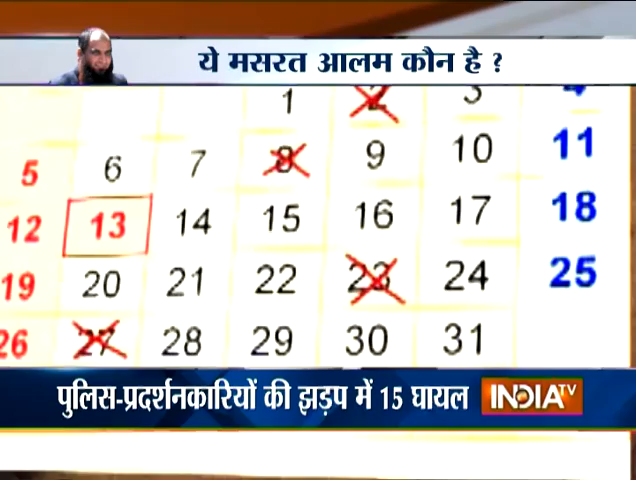 ये मसरत आलम कौन है ?
1 2 3 4
5 6 7 8 9 10 11
12 13 14 15 16 17 18
19 20 21 22 23 24 25
26 27 28 29 30 31
पुलिस-प्रदर्शनकारियों की झड़प में 15 घायल INDIA TV